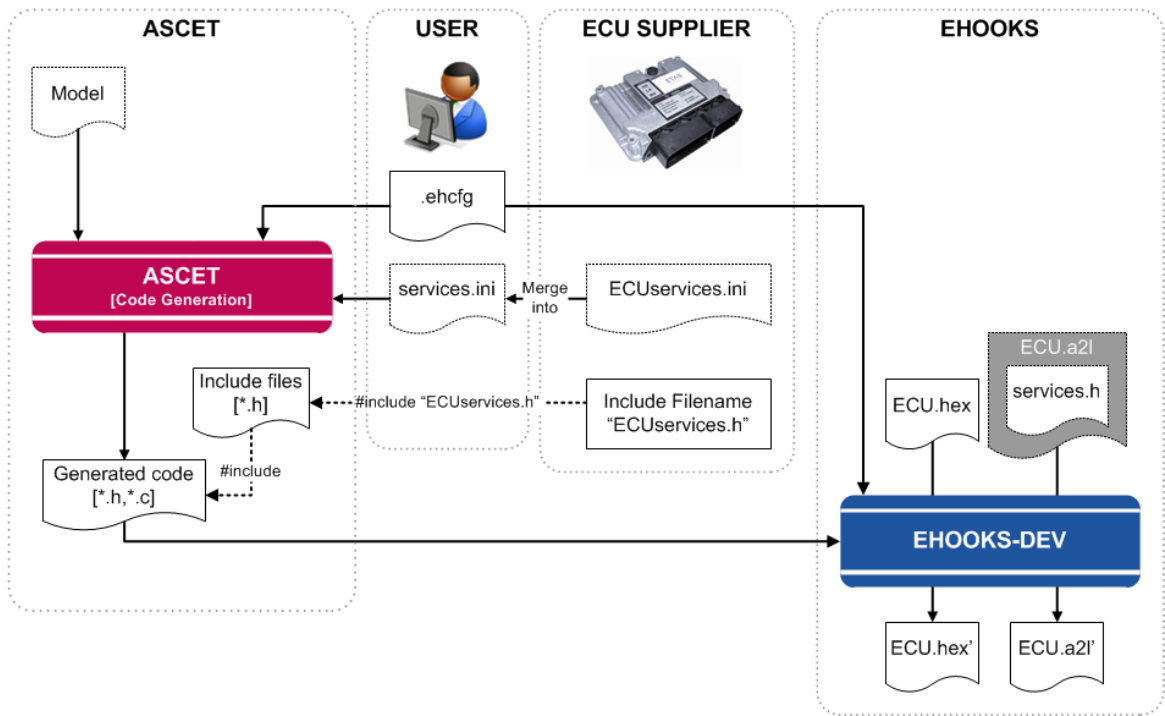 ASCET
USER
ECU SUPPLIER
EHOOKS
Model
ETAS
.ehcfg
ASCET
[Code Generation]
services.ini
Merge
into
ECUservices.ini
Include files
[*.h]
#include “ECUservices.h”
Include Filename
“ECUservices.h”
#include
Generated code
[*.h,*.c]
ECU.hex
ECU.a2l
services.h
EHOOKS-DEV
ECU.hex’
ECU.a2l’